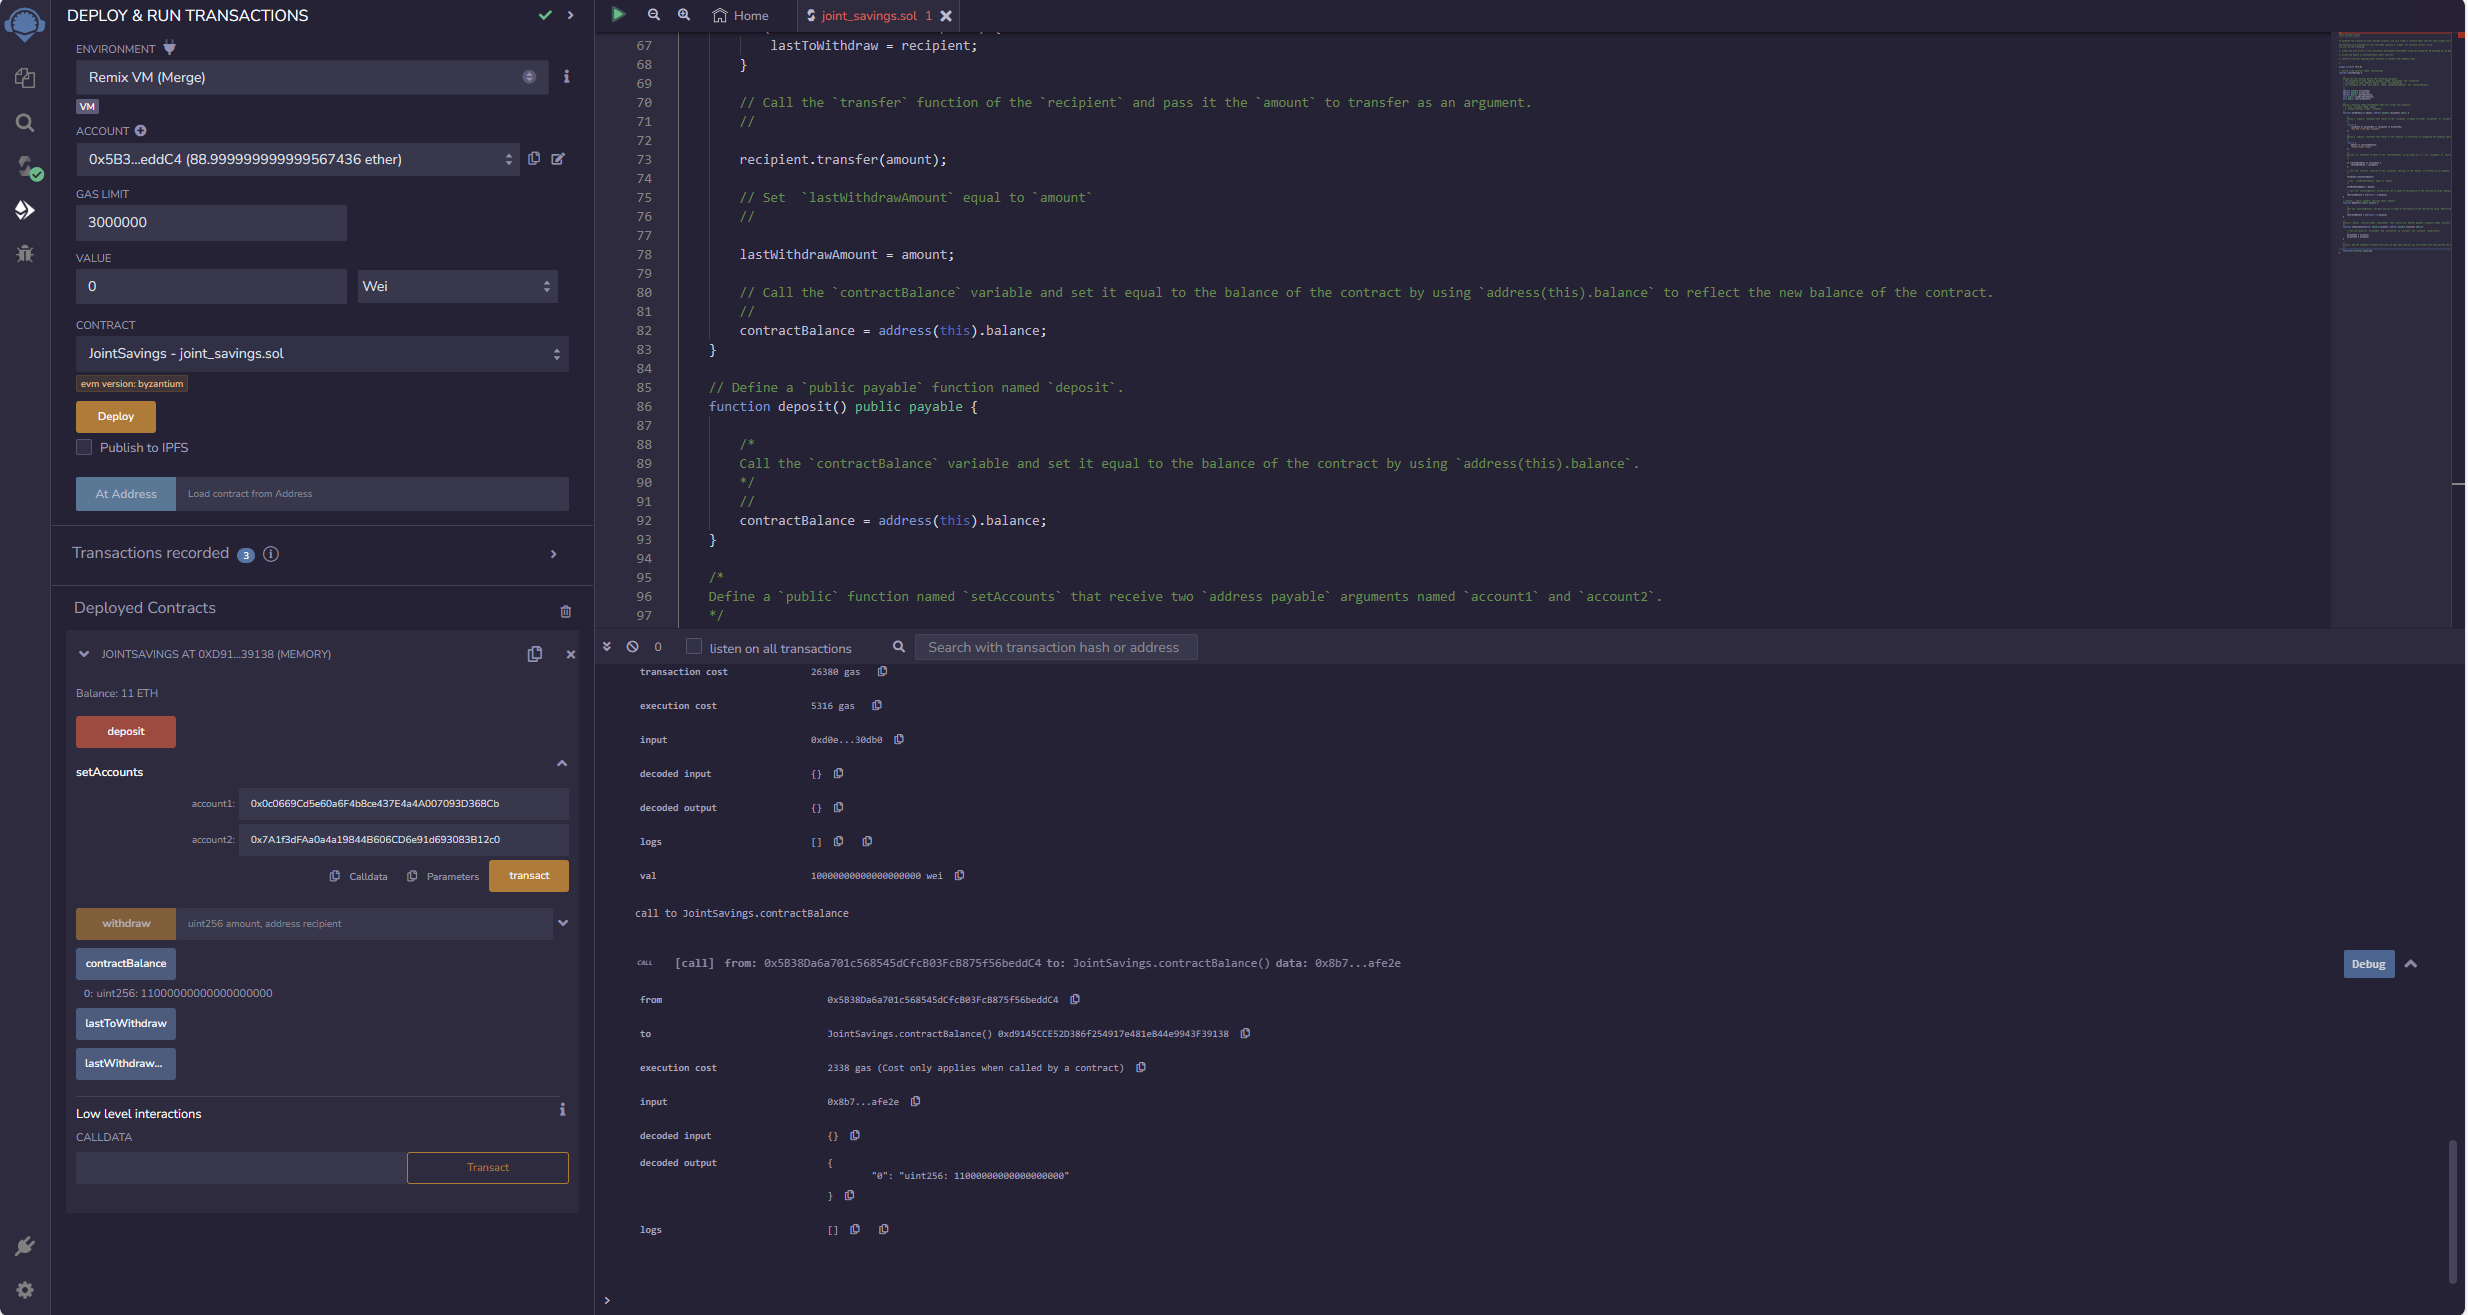 DEPLOY & RUN TRANSACTIONS
ENVIRONMENT
Remix VM (Merge)
VM
ACCOUNT
0x5B3...eddC4 (88.999999999999567436 ether)
GAS LIMIT
3000000
VALUE
0
Wei
CONTRACT
JointSavings - joint_savings.sol
evm version: byzantium
Deploy
Publish to IPFS
At Address
Load contract from Address
Transactions recorded 3
Deployed Contracts
JOINTSAVINGS AT 0XD91...39138 (MEMORY)
Balance: 11 ETH
deposit
setAccounts
account1: 0x0c0669Cd5e60a6F4b8ce437E4a4A007093D368Cb
account2: 0x7A1f3dFAa0a4a19844B606CD6e91d693083B12c0
Calldata Parameters transact
withdraw uint256 amount, address recipient
contractBalance
0: uint256: 11000000000000000000
lastToWithdraw
lastWithdraw...
Low level interactions
CALLDATA
Transact
Home
joint_savings.sol 1
67 lastToWithdraw = recipient;
68 }
69
70 // Call the `transfer` function of the `recipient` and pass it the `amount` to transfer as an argument.
71 //
72
73 recipient.transfer(amount);
74
75 // Set  `lastWithdrawAmount` equal to `amount`
76 //
77
78 lastWithdrawAmount = amount;
79
80 // Call the `contractBalance` variable and set it equal to the balance of the contract by using `address(this).balance` to reflect the new balance of the contract.
81 //
82 contractBalance = address(this).balance;
83 }
84
85 // Define a `public payable` function named `deposit`.
86 function deposit() public payable {
87
88 /*
89 Call the `contractBalance` variable and set it equal to the balance of the contract by using `address(this).balance`.
90 */
91 //
92 contractBalance = address(this).balance;
93 }
94
95 /*
96 Define a `public` function named `setAccounts` that receive two `address payable` arguments named `account1` and `account2`.
97 */
0 listen on all transactions Search with transaction hash or address
transaction cost 26380 gas
execution cost 5316 gas
input 0xd0e...30db0
decoded input {}
decoded output {}
logs []
val 10000000000000000000 wei
call to JointSavings.contractBalance
CALL [call] from: 0x5B38Da6a701c568545dCfcB03FcB875f56beddC4 to: JointSavings.contractBalance() data: 0x8b7...afe2e
Debug
from 0x5B38Da6a701c568545dCfcB03FcB875f56beddC4
to JointSavings.contractBalance() 0xd9145CCE52D386f254917e481eB44e9943F39138
execution cost 2338 gas (Cost only applies when called by a contract)
input 0x8b7...afe2e
decoded input {}
decoded output {
"0": "uint256: 11000000000000000000"
}
logs []
>